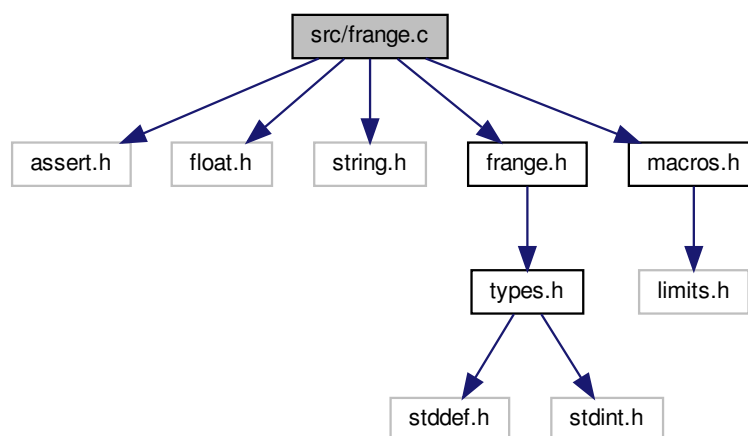 src/frange.c
assert.h
float.h
string.h
frange.h
macros.h
types.h
limits.h
stddef.h
stdint.h